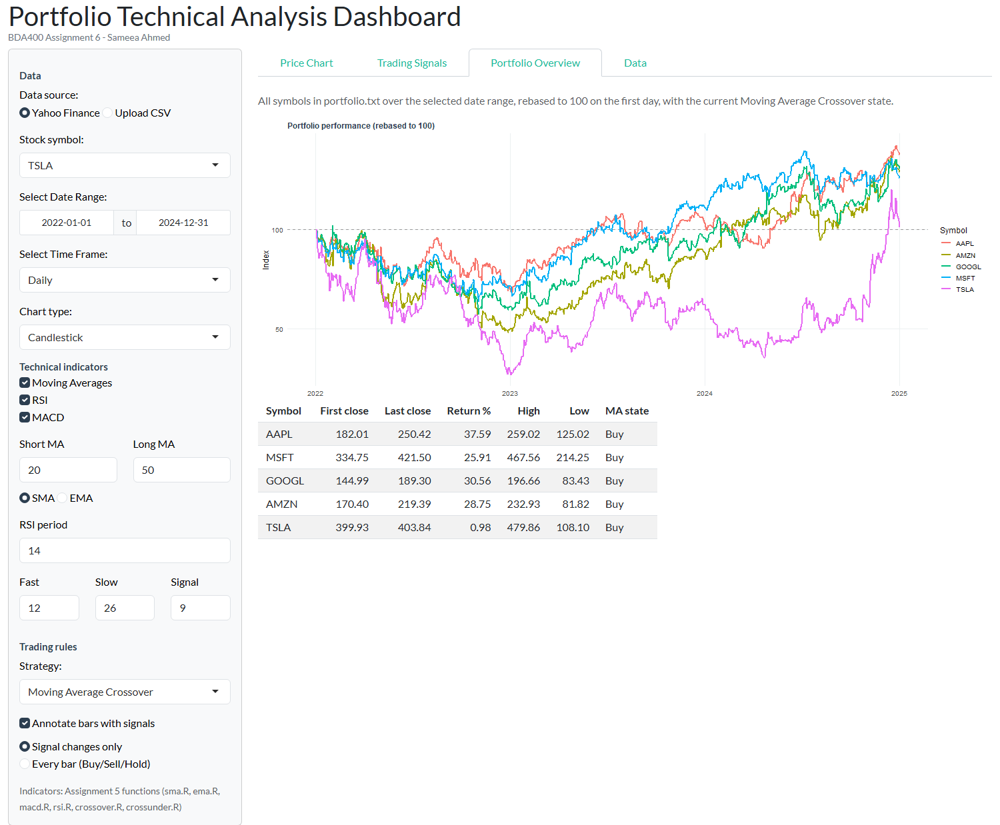 Portfolio Technical Analysis Dashboard
BDA400 Assignment 6 - Sameea Ahmed
Data
Data source:
Yahoo Finance Upload CSV
Stock symbol:
TSLA
Select Date Range:
2022-01-01 to 2024-12-31
Select Time Frame:
Daily
Chart type:
Candlestick
Technical indicators
Moving Averages
RSI
MACD
Short MA Long MA
20 50
SMA EMA
RSI period
14
Fast Slow Signal
12 26 9
Trading rules
Strategy:
Moving Average Crossover
Annotate bars with signals
Signal changes only
Every bar (Buy/Sell/Hold)
Indicators: Assignment 5 functions (sma.R, ema.R,
macd.R, rsi.R, crossover.R, crossunder.R)
Price Chart Trading Signals Portfolio Overview Data
All symbols in portfolio.txt over the selected date range, rebased to 100 on the first day, with the current Moving Average Crossover state.
Portfolio performance (rebased to 100)
100
50
Index
2022 2023 2024 2025
Symbol
AAPL
AMZN
GOOGL
MSFT
TSLA
Symbol First close Last close Return % High Low MA state
AAPL 182.01 250.42 37.59 259.02 125.02 Buy
MSFT 334.75 421.50 25.91 467.56 214.25 Buy
GOOGL 144.99 189.30 30.56 196.66 83.43 Buy
AMZN 170.40 219.39 28.75 232.93 81.82 Buy
TSLA 399.93 403.84 0.98 479.86 108.10 Buy